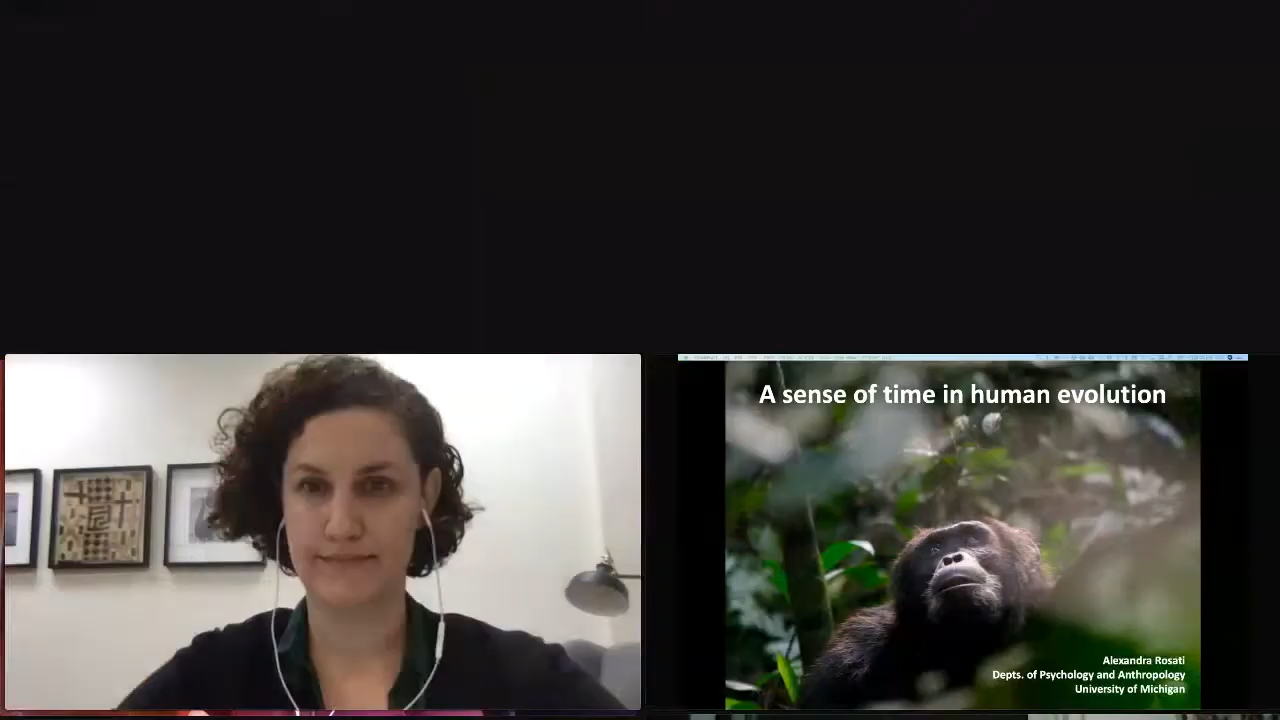 A sense of time in human evolution
Alexandra Rosati
Depts. of Psychology and Anthropology
University of Michigan